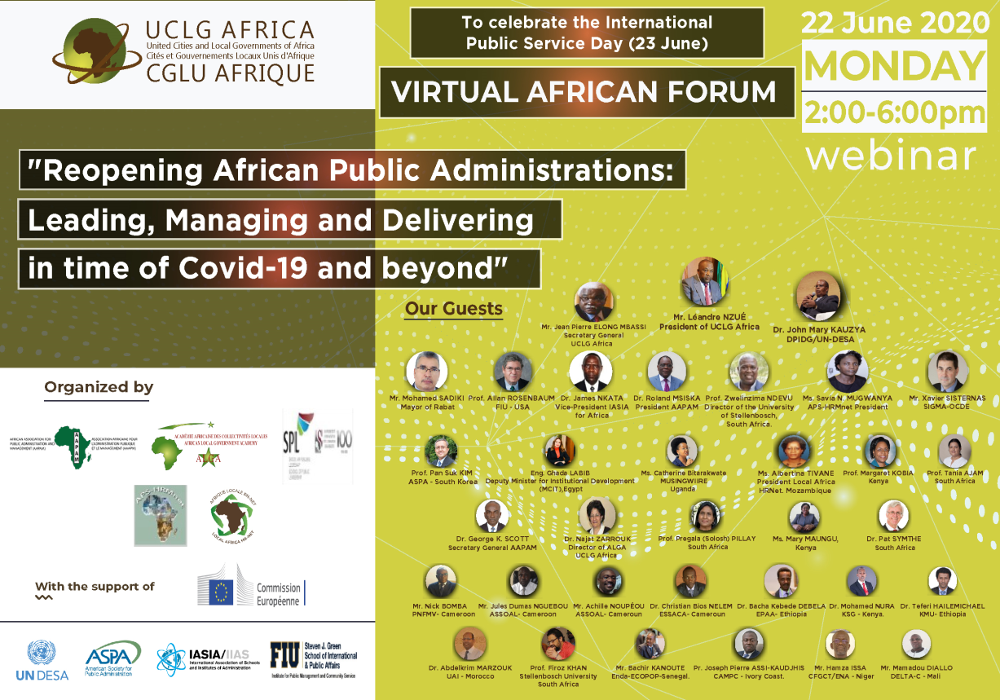 UCLG AFRICA
United Cities and Local Governments of Africa
Cités et Gouvernements Locaux Unis d'Afrique
CGLU AFRIQUE
To celebrate the International
Public Service Day (23 June)
VIRTUAL AFRICAN FORUM
22 June 2020
MONDAY
2:00-6:00pm
webinar
"Reopening African Public Administrations:
Leading, Managing and Delivering
in time of Covid-19 and beyond"
Our Guests
Mr. Jean Pierre ELONG MBASSI
Secretary General
UCLG Africa
Mr. Léandre NZUÉ
President of UCLG Africa
Dr. John Mary KAUZYA
DPIDG/UN-DESA
Mr. Mohamed SADIKI
Mayor of Rabat
Prof. Allan ROSENBAUM
FIU - USA
Dr. James NKATA
Vice-President IASIA
for Africa
Dr. Roland MSISKA
President AAPAM
Prof. Zwelinzima NDEVU
Director of the University
of Stellenbosch,
South Africa.
Ms. Savia N. MUGWANYA
APS-HRMnet President
Mr. Xavier SISTERNAS
SIGMA-OCDE
Prof. Pan Suk KIM
ASPA - South Korea
Eng. Ghada LABIB
Deputy Minister for Institutional Development
(MCIT),Egypt
Ms. Catherine Bitarakwate
MUSINGWIIRE
Uganda
Ms. Albertina TIVANE
President Local Africa
HRNet. Mozambique
Prof. Margaret KOBIA
Kenya
Prof. Tania AJAM
South Africa
Dr. George K. SCOTT
Secretary General AAPAM
Dr. Najat ZARROUK
Director of ALGA
UCLG Africa
Prof. Pregala (Solosh) PILLAY
South Africa
Ms. Mary MAUNGU,
Kenya
Dr. Pat SYMTHE
South Africa
Mr. Nick BOMBA
PNFMV- Cameroon
Mr. Jules Dumas NGUEBOU
ASSOAL- Cameroon
Mr. Achille NOUPÉOU
ASSOAL- Cameroun
Dr. Christian Bios NELEM
ESSACA- Cameroun
Dr. Bacha Kebede DEBELA
EPAA- Ethiopia
Dr. Mohamed NURA
KSG - Kenya.
Dr. Teferi HAILEMICHAEL
KMU- Ethiopia
Dr. Abdelkrim MARZOUK
UAI - Morocco
Prof. Firoz KHAN
Stellenbosch University
South Africa
Mr. Bachir KANOUTE
Enda-ECOPOP-Senegal.
Pr. Joseph Pierre ASSI-KAUDJHIS
CAMPC - Ivory Coast.
Mr. Hamza ISSA
CFGCT/ENA - Niger
Mr. Mamadou DIALLO
DELTA-C - Mali
Organized by
AFRICAN ASSOCIATION FOR
PUBLIC ADMINISTRATION AND
MANAGEMENT (AAPAM)
AAPAM
ASSOCIATION AFRICAINE POUR
L'ADMINISTRATION PUBLIQUE
ET LE MANAGEMENT (AAPAM)
ACADÉMIE AFRICAINE DES COLLECTIVITÉS LOCALES
AFRICAN LOCAL GOVERNMENT ACADEMY
ALGA
SPL
100
APS-HRMnet
AFRIQUE LOCALE RH-NET
LOCAL AFRICA HR-NET
With the support of
Commission
Européenne
UN DESA
ASPA
American Society for
Public Administration
IASIA/IIAS
International Association of Schools
and Institutes of Administration
FIU
Steven J. Green
School of International
& Public Affairs
Institute for Public Management and Community Service